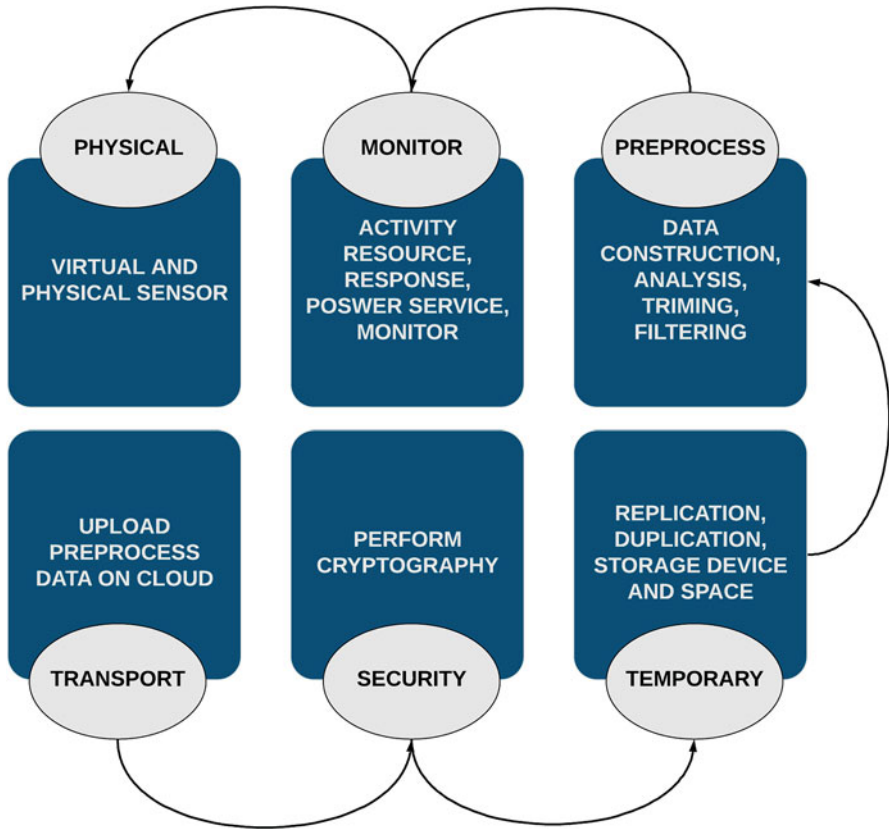 PHYSICAL
VIRTUAL AND
PHYSICAL SENSOR
MONITOR
ACTIVITY
RESOURCE,
RESPONSE,
POSWER SERVICE,
MONITOR
PREPROCESS
DATA
CONSTRUCTION,
ANALYSIS,
TRIMING,
FILTERING
UPLOAD
PREPROCESS
DATA ON CLOUD
TRANSPORT
PERFORM
CRYPTOGRAPHY
SECURITY
REPLICATION,
DUPLICATION,
STORAGE DEVICE
AND SPACE
TEMPORARY